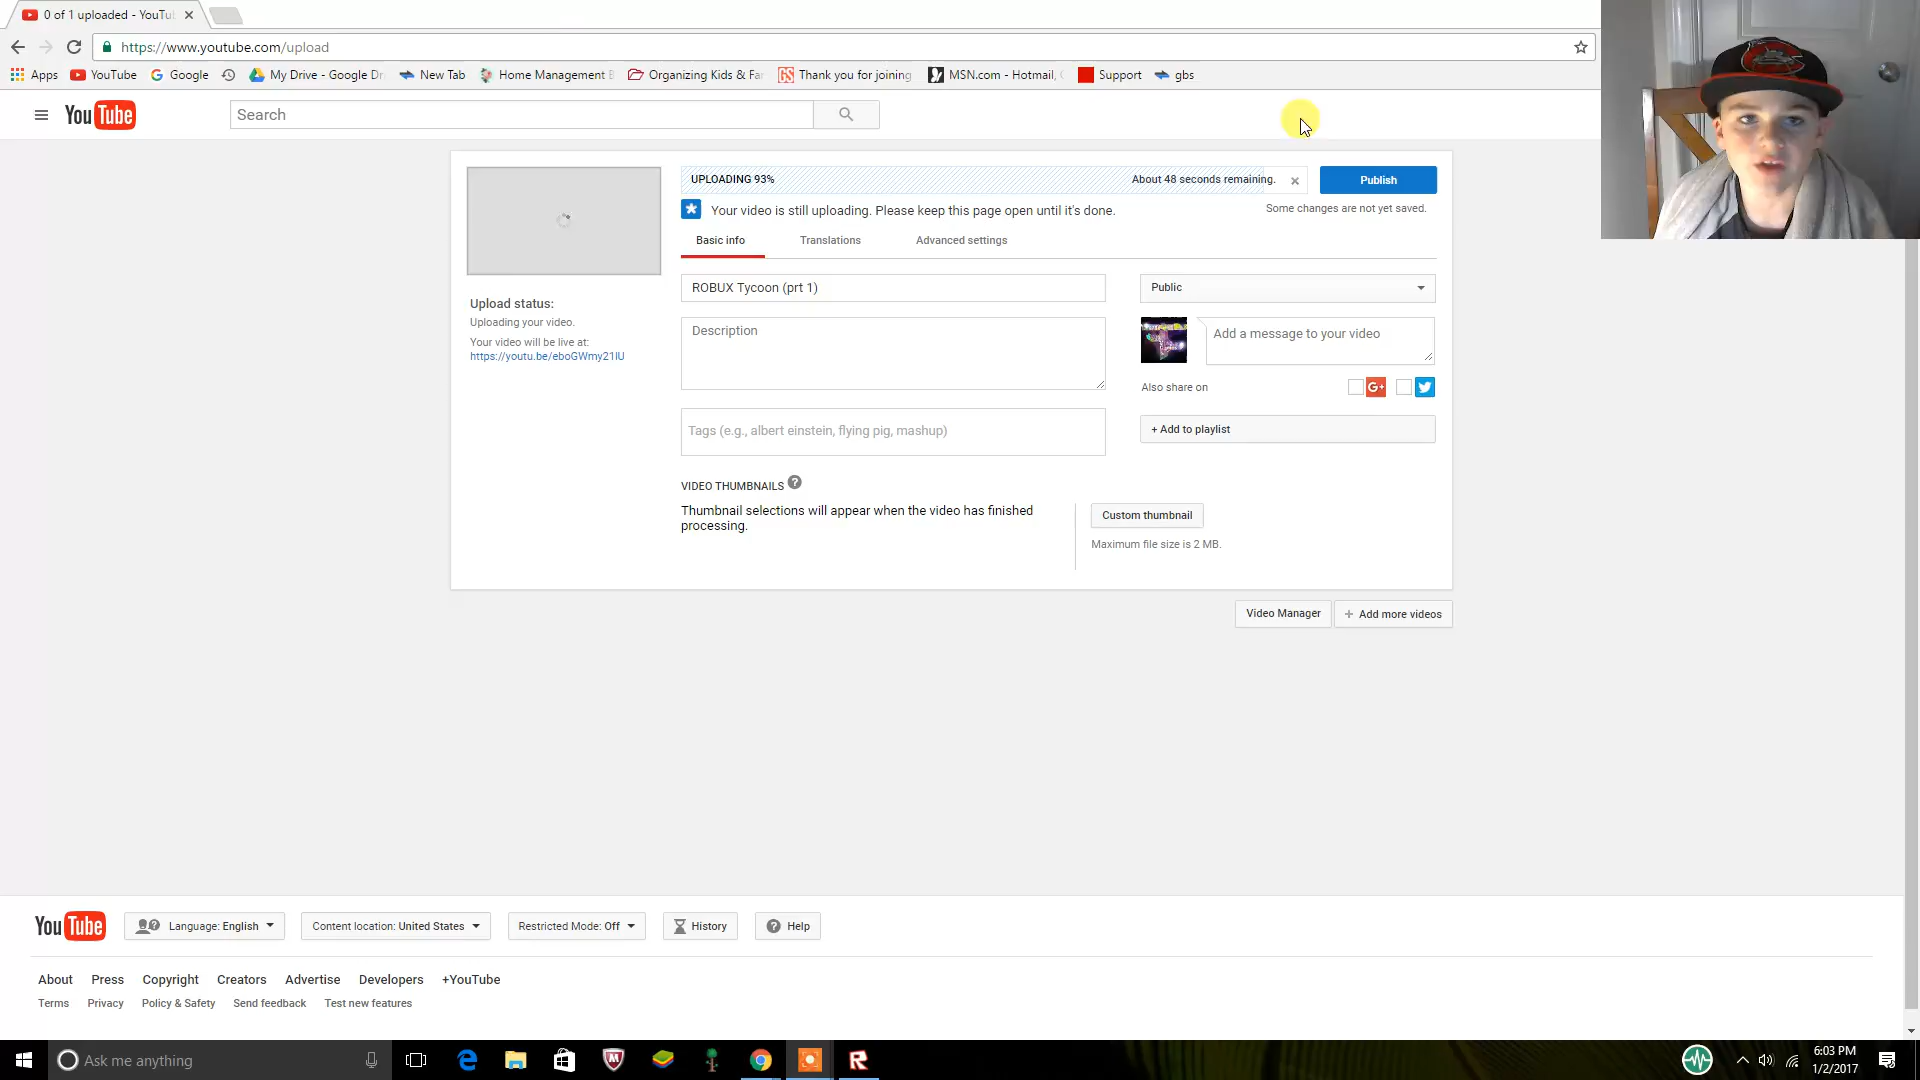 0 of 1 uploaded - YouTu
https://www.youtube.com/upload
Apps YouTube Google My Drive - Google Dr New Tab Home Management B Organizing Kids & Fa Thank you for joining MSN.com - Hotmail, Support gbs
YouTube Search
UPLOADING 93% About 48 seconds remaining. Publish
Your video is still uploading. Please keep this page open until it's done. Some changes are not yet saved.
Basic info Translations Advanced settings
ROBUX Tycoon (prt 1) Public
Upload status:
Uploading your video.
Your video will be live at:
https://youtu.be/eboGWmy21lU
Description
Add a message to your video
Also share on G+
Tags (e.g., albert einstein, flying pig, mashup)
+ Add to playlist
VIDEO THUMBNAILS ?
Thumbnail selections will appear when the video has finished
processing.
Custom thumbnail
Maximum file size is 2 MB.
Video Manager + Add more videos
YouTube Language: English Content location: United States Restricted Mode: Off History Help
About Press Copyright Creators Advertise Developers +YouTube
Terms Privacy Policy & Safety Send feedback Test new features
Ask me anything
6:03 PM
1/2/2017